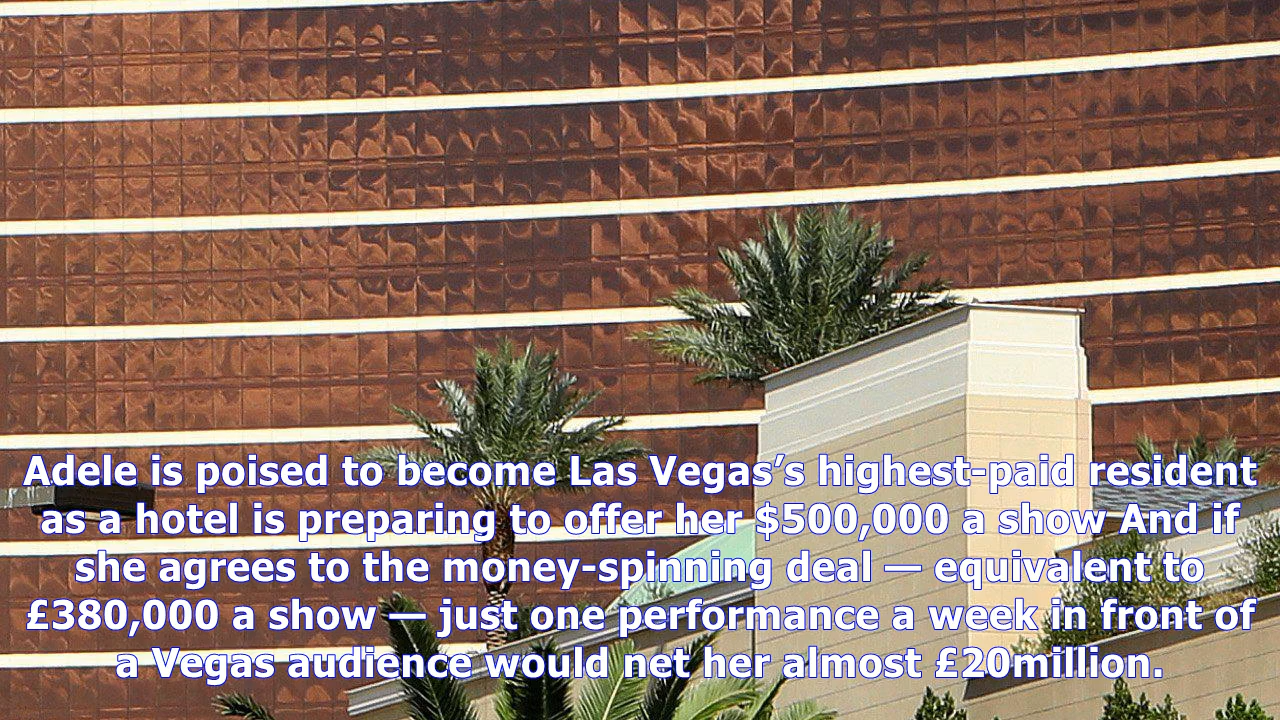 Adele is poised to become Las Vegas’s highest-paid resident
as a hotel is preparing to offer her $500,000 a show And if
she agrees to the money-spinning deal — equivalent to
£380,000 a show — just one performance a week in front of
a Vegas audience would net her almost £20million.